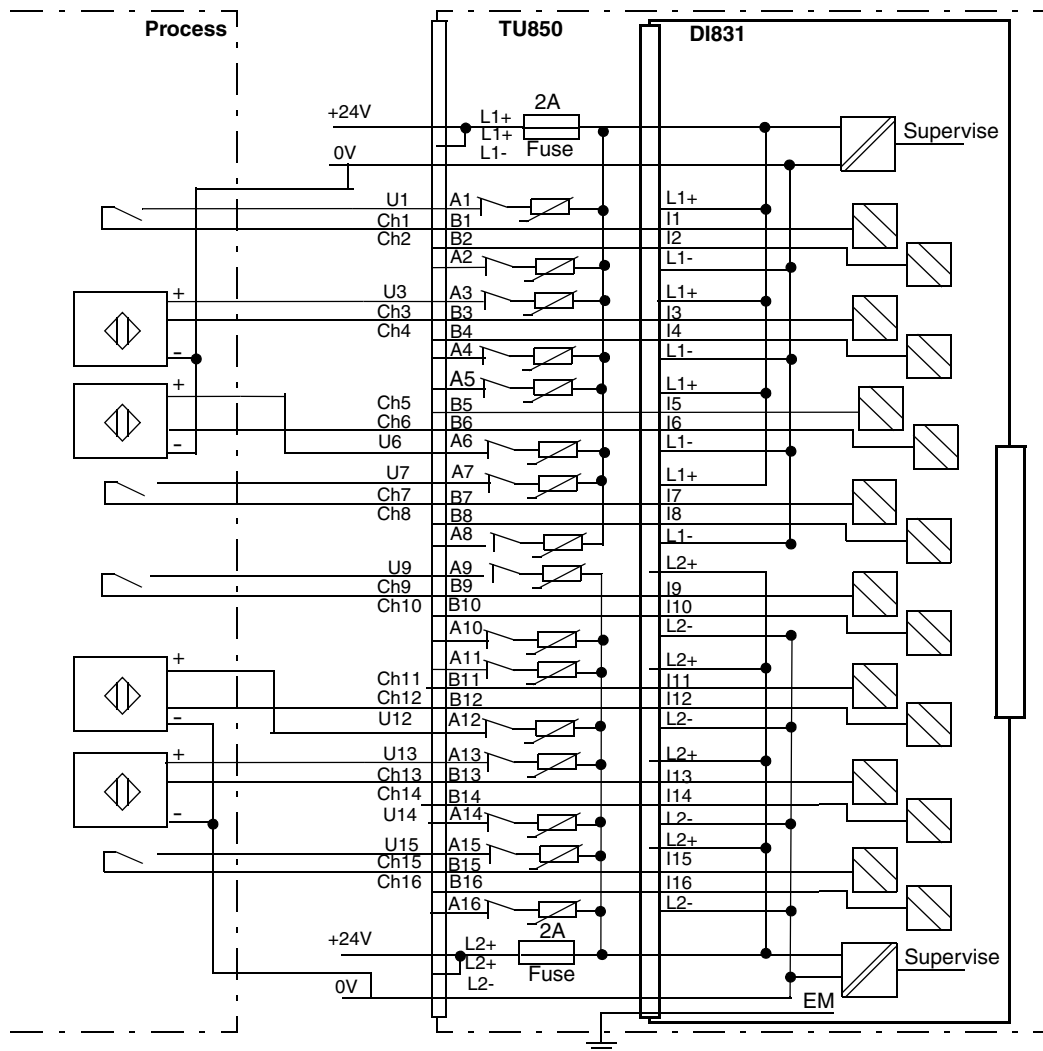 Process TU850 DI831
+24V L1+ 2A
L1+ Fuse Supervise
0V L1-
U1 A1 L1+
Ch1 B1 I1
Ch2 B2 I2
A2 L1-
+ U3 A3 L1+
Ch3 B3 I3
Ch4 B4 I4
- A4 L1-
+ A5 L1+
Ch5 B5 I5
Ch6 B6 I6
- U6 A6 L1-
U7 A7 L1+
Ch7 B7 I7
Ch8 B8 I8
A8 L1-
U9 A9 L2+
Ch9 B9 I9
Ch10 B10 I10
A10 L2-
+ A11 L2+
Ch11 B11 I11
Ch12 B12 I12
- U12 A12 L2-
+ U13 A13 L2+
Ch13 B13 I13
Ch14 B14 I14
- U14 A14 L2-
U15 A15 L2+
Ch15 B15 I15
Ch16 B16 I16
A16 L2-
+24V L2+ 2A
L2+ Fuse Supervise
0V L2-
EM